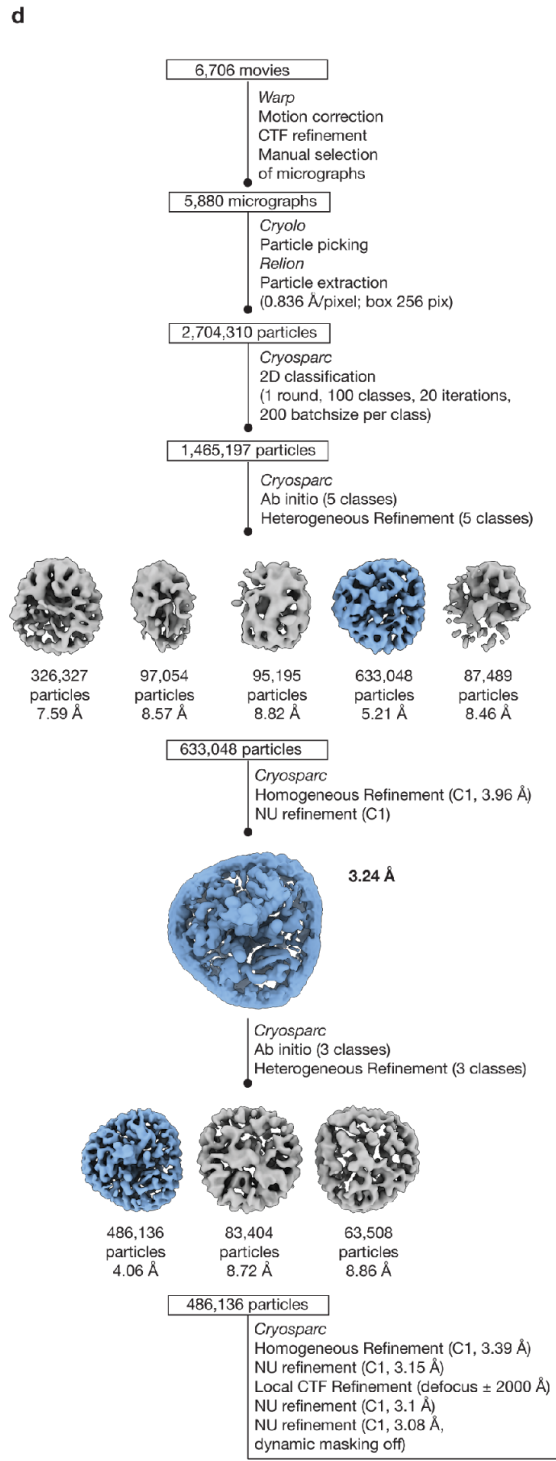 d
6,706 movies
Warp
Motion correction
CTF refinement
Manual selection
of micrographs
5,880 micrographs
Cryolo
Particle picking
Relion
Particle extraction
(0.836 Å/pixel; box 256 pix)
2,704,310 particles
Cryosparc
2D classification
(1 round, 100 classes, 20 iterations,
200 batchsize per class)
1,465,197 particles
Cryosparc
Ab initio (5 classes)
Heterogeneous Refinement (5 classes)
326,327
particles
7.59 Å
97,054
particles
8.57 Å
95,195
particles
8.82 Å
633,048
particles
5.21 Å
87,489
particles
8.46 Å
633,048 particles
Cryosparc
Homogeneous Refinement (C1, 3.96 Å)
NU refinement (C1)
3.24 Å
Cryosparc
Ab initio (3 classes)
Heterogeneous Refinement (3 classes)
486,136
particles
4.06 Å
83,404
particles
8.72 Å
63,508
particles
8.86 Å
486,136 particles
Cryosparc
Homogeneous Refinement (C1, 3.39 Å)
NU refinement (C1, 3.15 Å)
Local CTF Refinement (defocus ± 2000 Å)
NU refinement (C1, 3.1 Å)
NU refinement (C1, 3.08 Å,
dynamic masking off)